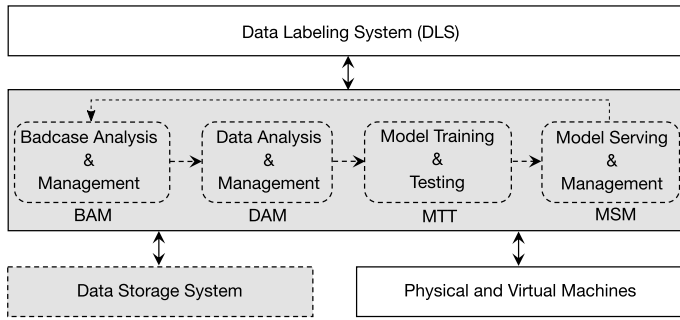 Data Labeling System (DLS)
Badcase Analysis
&
Management
BAM
Data Analysis
&
Management
DAM
Model Training
&
Testing
MTT
Model Serving
&
Management
MSM
Data Storage System
Physical and Virtual Machines